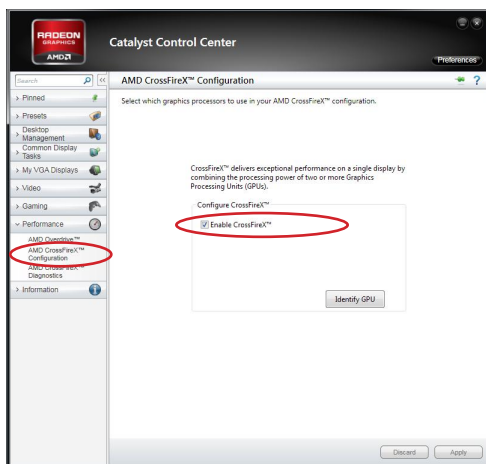 RADEON
GRAPHICS
AMD
Catalyst Control Center
Preferences
Search
<<
AMD CrossFireX™ Configuration
?
> Pinned
> Presets
> Desktop
Management
> Common Display
Tasks
> My VGA Displays
> Video
> Gaming
Performance
AMD Overdrive™
AMD CrossFireX™
Configuration
AMD CrossFireX™
Diagnostics
> Information
Select which graphics processors to use in your AMD CrossFireX™ configuration.
CrossFireX™ delivers exceptional performance on a single display by
combining the processing power of two or more Graphics
Processing Units (GPUs).
Configure CrossFireX™
Enable CrossFireX™
Identify GPU
Discard
Apply